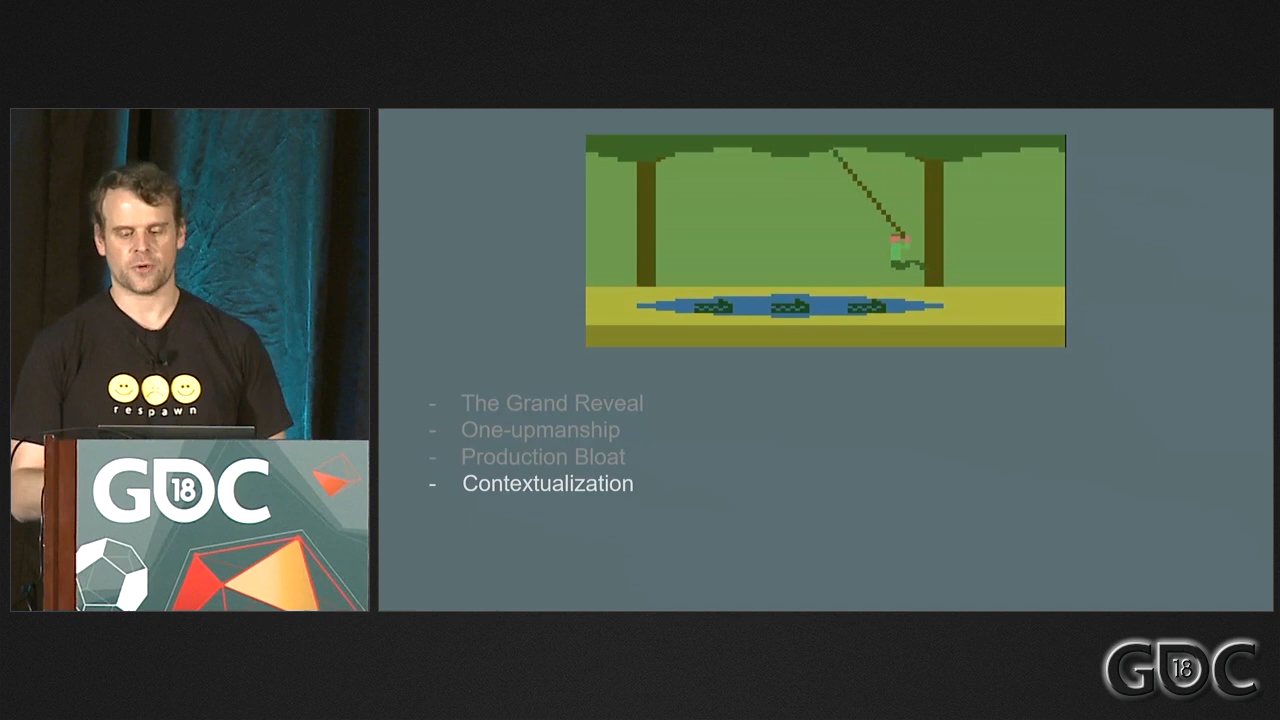 respawn
GDC
18
- The Grand Reveal
- One-upmanship
- Production Bloat
- Contextualization
GDC
18